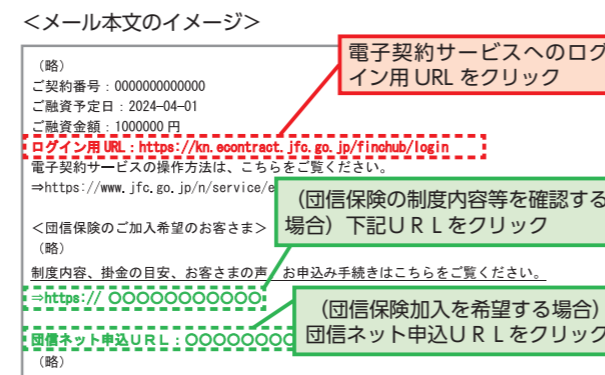 ＜メール本文のイメージ＞
電子契約サービスへのログ
イン用 URL をクリック
（略）
ご契約番号：0000000000000
ご融資予定日：2024-04-01
ご融資金額：1000000 円
ログイン用 URL：https://kn.econtract.jfc.go.jp/finchub/login
電子契約サービスの操作方法は、こちらをご覧ください。
⇒https://www.jfc.go.jp/n/service/e
（団信保険の制度内容等を確認する
場合）下記ＵＲＬをクリック
＜団信保険のご加入希望のお客さま＞
（略）
制度内容、掛金の目安、お客さまの声、お申込み手続きはこちらをご覧ください。
⇒https:// 〇〇〇〇〇〇〇〇〇〇〇
（団信保険加入を希望する場合）
団信ネット申込ＵＲＬをクリック
団信ネット申込ＵＲＬ：〇〇〇〇〇〇〇〇
（略）